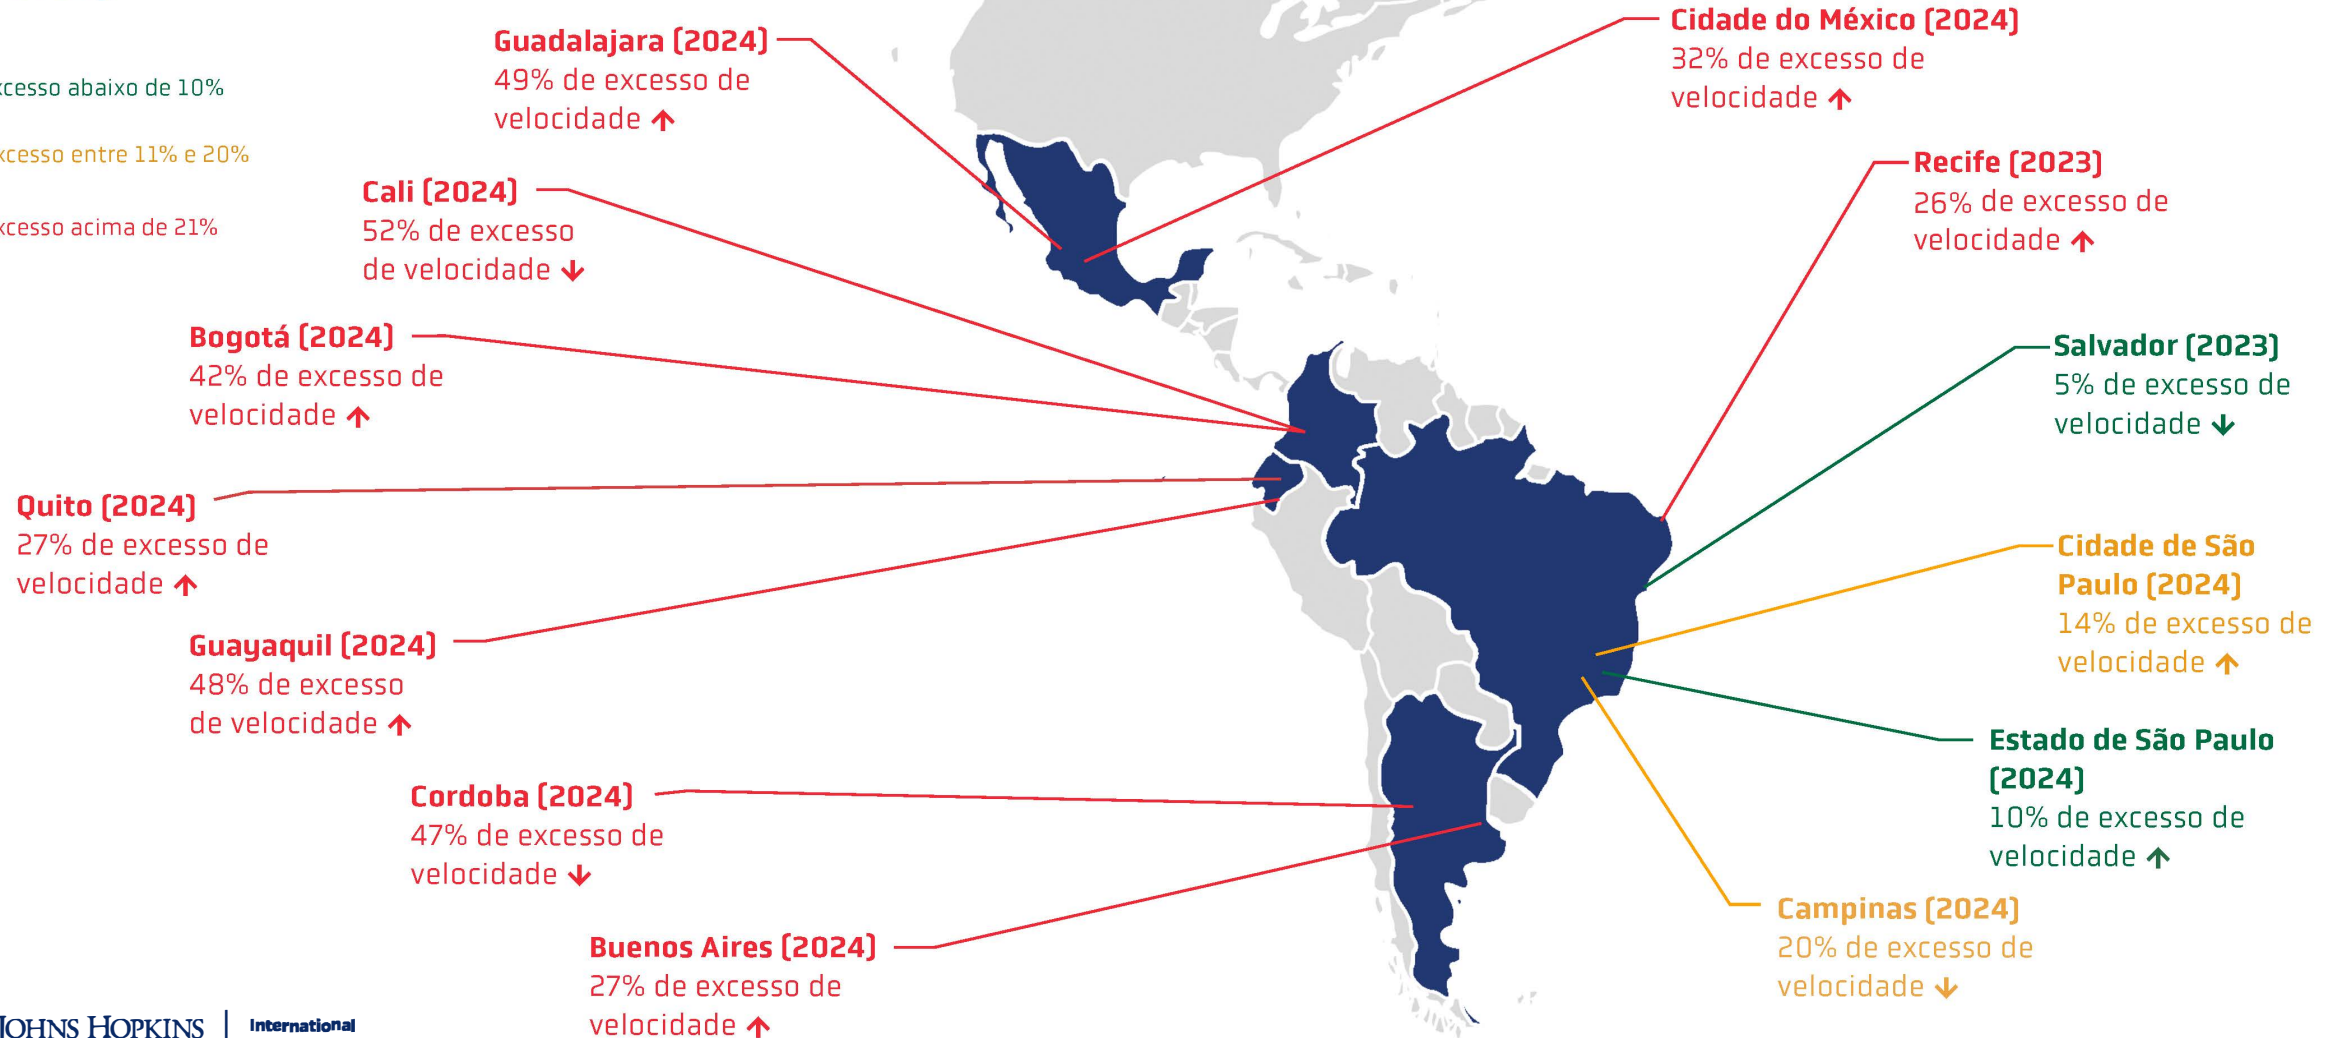 xcesso abaixo de 10%
xcesso entre 11% e 20%
xcesso acima de 21%
Guadalajara (2024)
49% de excesso de
velocidade ↑
Cali (2024)
52% de excesso
de velocidade ↓
Bogotá (2024)
42% de excesso de
velocidade ↑
Quito (2024)
27% de excesso de
velocidade ↑
Guayaquil (2024)
48% de excesso
de velocidade ↑
Cordoba (2024)
47% de excesso de
velocidade ↓
Buenos Aires (2024)
27% de excesso de
velocidade ↑
Cidade do México (2024)
32% de excesso de
velocidade ↑
Recife (2023)
26% de excesso de
velocidade ↑
Salvador (2023)
5% de excesso de
velocidade ↓
Cidade de São
Paulo (2024)
14% de excesso de
velocidade ↑
Estado de São Paulo
(2024)
10% de excesso de
velocidade ↑
Campinas (2024)
20% de excesso de
velocidade ↓
JOHNS HOPKINS | International